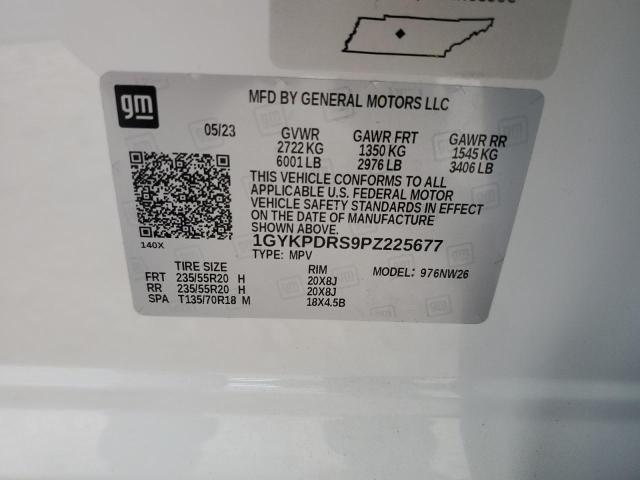 gm
MFD BY GENERAL MOTORS LLC
05/23 GVWR GAWR FRT GAWR RR
2722 KG 1350 KG 1545 KG
6001 LB 2976 LB 3406 LB
THIS VEHICLE CONFORMS TO ALL
APPLICABLE U.S. FEDERAL MOTOR
VEHICLE SAFETY STANDARDS IN EFFECT
ON THE DATE OF MANUFACTURE
SHOWN ABOVE.
140X
1GYKPDRS9PZ225677
TYPE: MPV
TIRE SIZE RIM MODEL: 976NW26
FRT 235/55R20 H 20X8J
RR 235/55R20 H 20X8J
SPA T135/70R18 M 18X4.5B